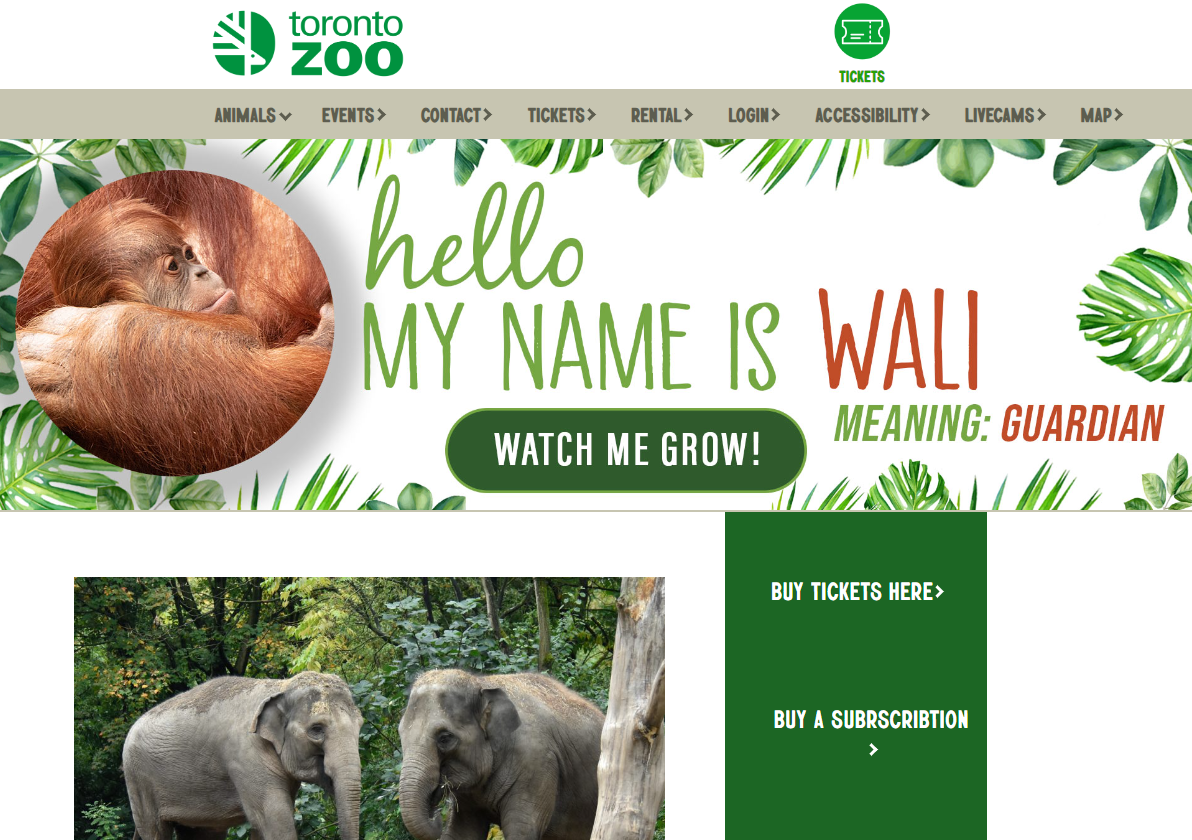 toronto
zoo
TICKETS
ANIMALS EVENTS CONTACT TICKETS RENTAL LOGIN ACCESSIBILITY LIVECAMS MAP
hello
MY NAME IS WALI
MEANING: GUARDIAN
WATCH ME GROW!
BUY TICKETS HERE
BUY A SUBRSCRIBTION